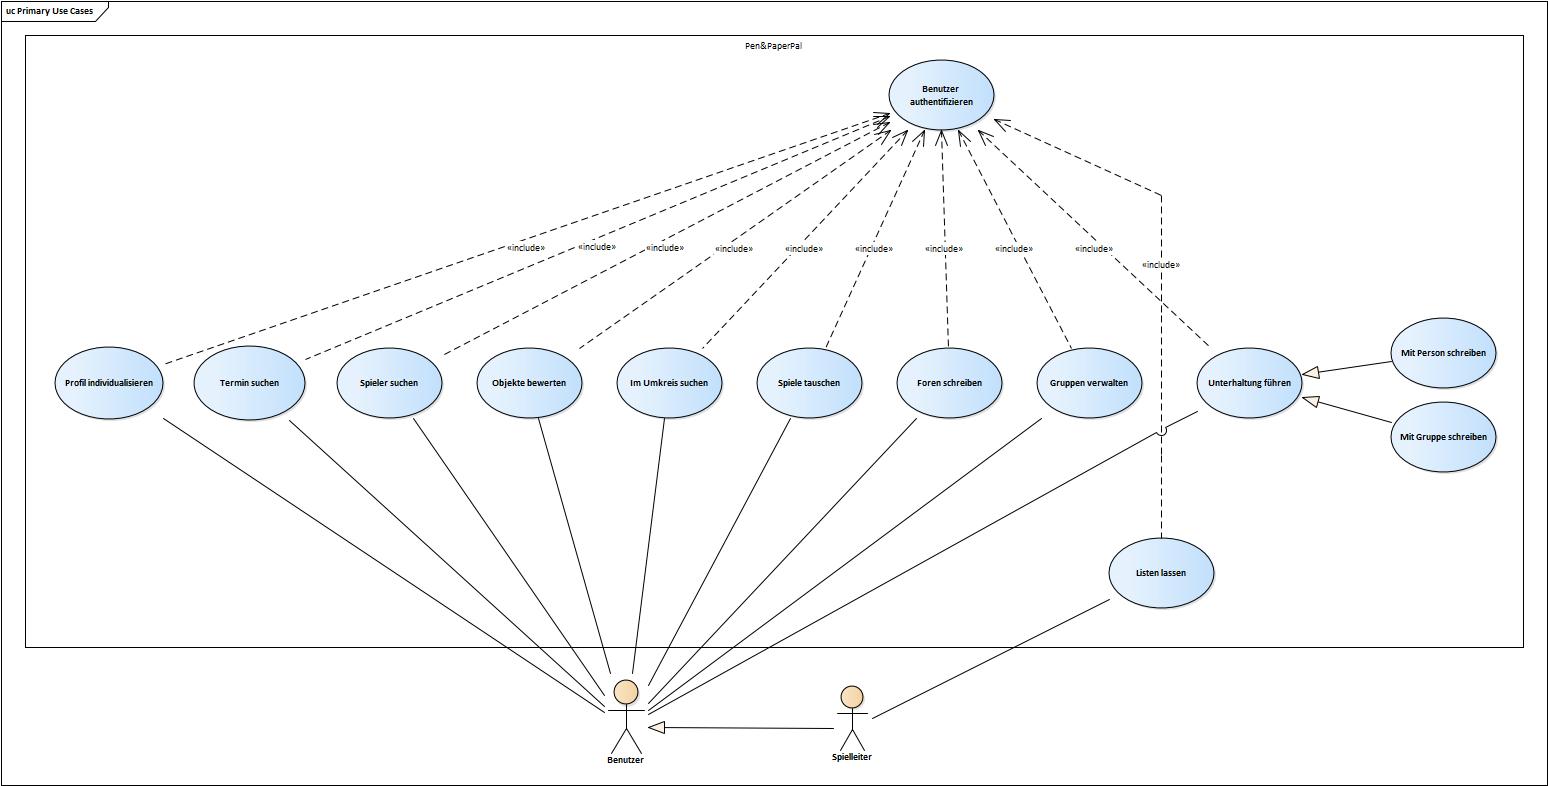 uc Primary Use Cases
Pen&PaperPal
Benutzer
authentifizieren
«include»
«include»
«include»
«include»
«include»
«include»
«include»
«include»
«include»
«include»
Mit Person schreiben
Profil individualisieren
Termin suchen
Spieler suchen
Objekte bewerten
Im Umkreis suchen
Spiele tauschen
Foren schreiben
Gruppen verwalten
Unterhaltung führen
Mit Gruppe schreiben
Listen lassen
Benutzer
Spielleiter